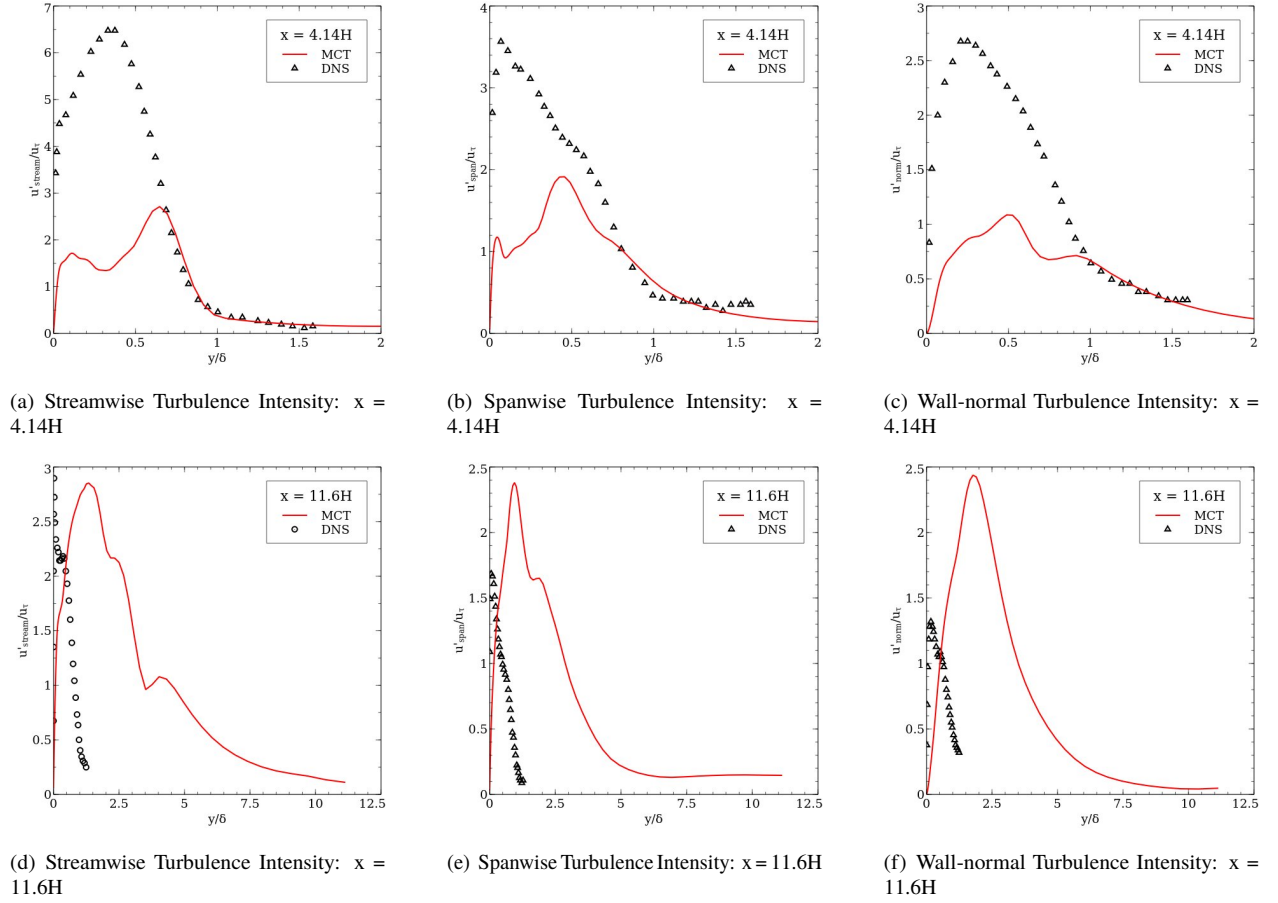 x = 4.14H
MCT
DNS
u'stream/uτ
7
6
5
4
3
2
1
0
0 0.5 1 1.5 2
y/δ
(a) Streamwise Turbulence Intensity: x =
4.14H
x = 4.14H
MCT
DNS
u'span/uτ
4
3
2
1
0
0 0.5 1 1.5 2
y/δ
(b) Spanwise Turbulence Intensity: x =
4.14H
x = 4.14H
MCT
DNS
u'norm/uτ
3
2.5
2
1.5
1
0.5
0
0 0.5 1 1.5 2
y/δ
(c) Wall-normal Turbulence Intensity: x =
4.14H
x = 11.6H
MCT
DNS
u'stream/uτ
3
2.5
2
1.5
1
0.5
0
0 2.5 5 7.5 10 12.5
y/δ
(d) Streamwise Turbulence Intensity: x =
11.6H
x = 11.6H
MCT
DNS
u'span/uτ
2.5
2
1.5
1
0.5
0
0 2.5 5 7.5 10 12.5
y/δ
(e) Spanwise Turbulence Intensity: x = 11.6H
x = 11.6H
MCT
DNS
u'norm/uτ
2.5
2
1.5
1
0.5
0
0 2.5 5 7.5 10 12.5
y/δ
(f) Wall-normal Turbulence Intensity: x =
11.6H